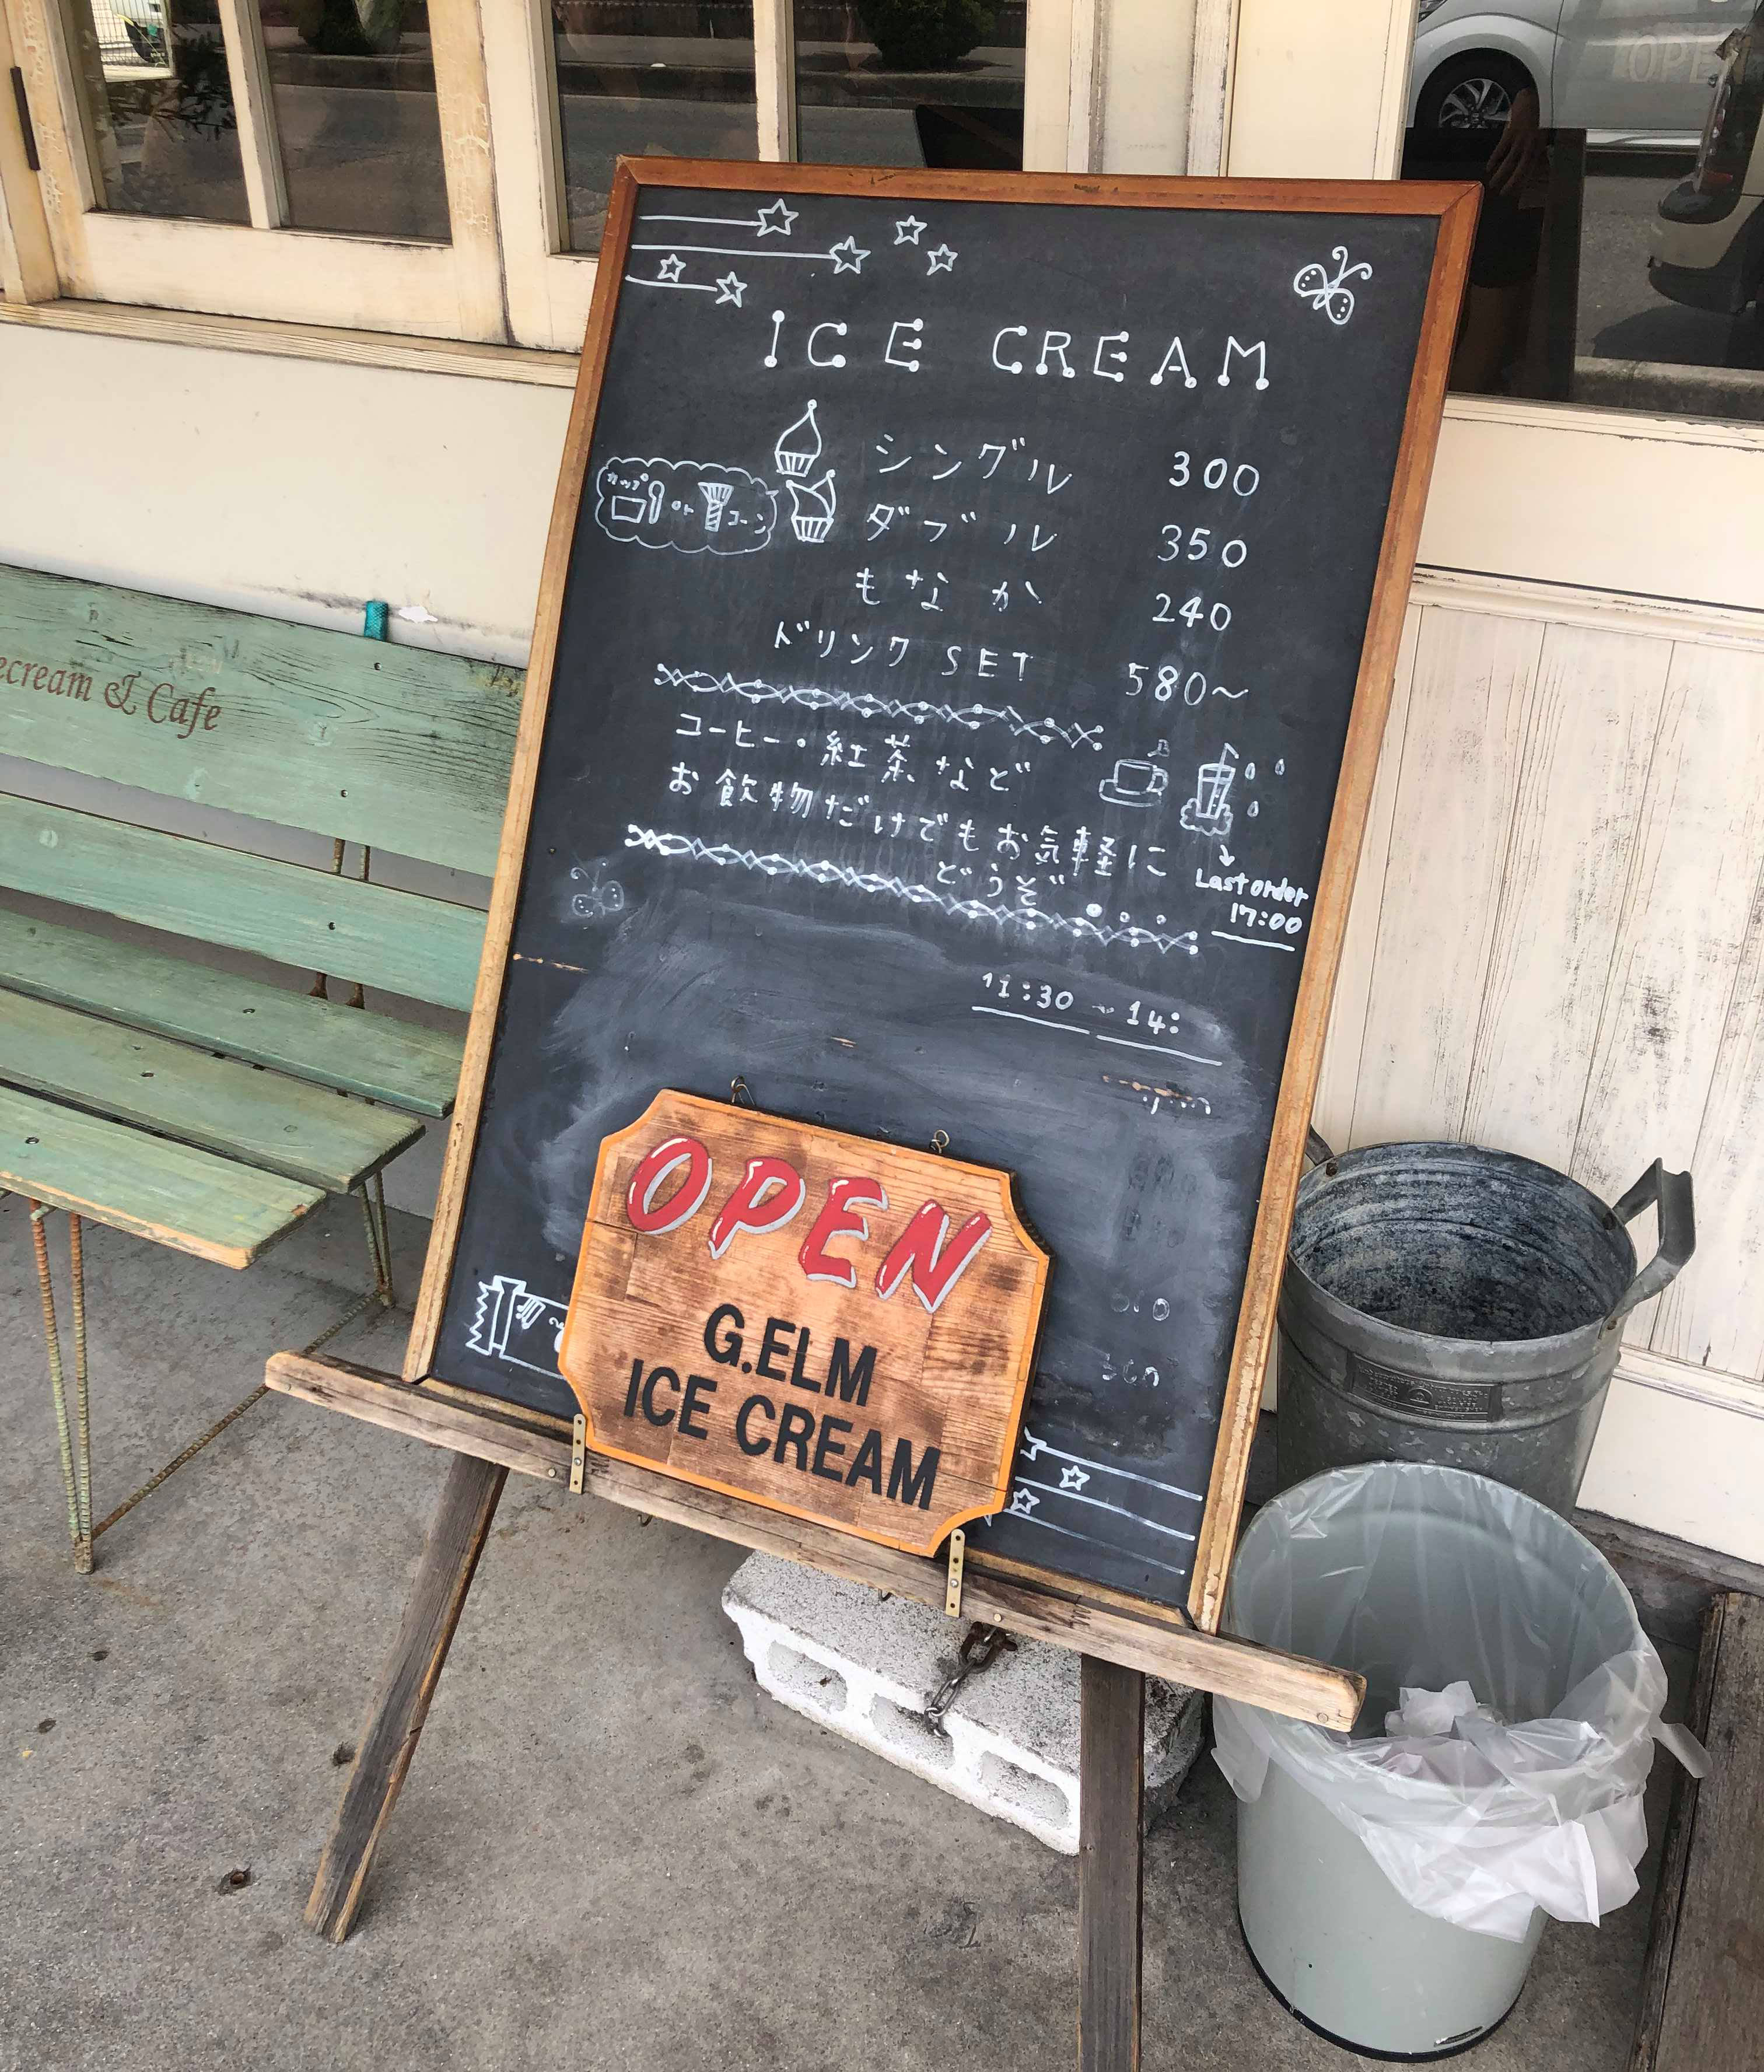 ICE CREAM
シングル 300
カップ or コーン
ダブル 350
もなか 240
ドリンク SET 580〜
コーヒー・紅茶など
お飲物だけでもお気軽に
どうぞ
Last order
17:00
11:30 〜 14:
OPEN
G.ELM
ICE CREAM
ecream & Cafe
OPEN